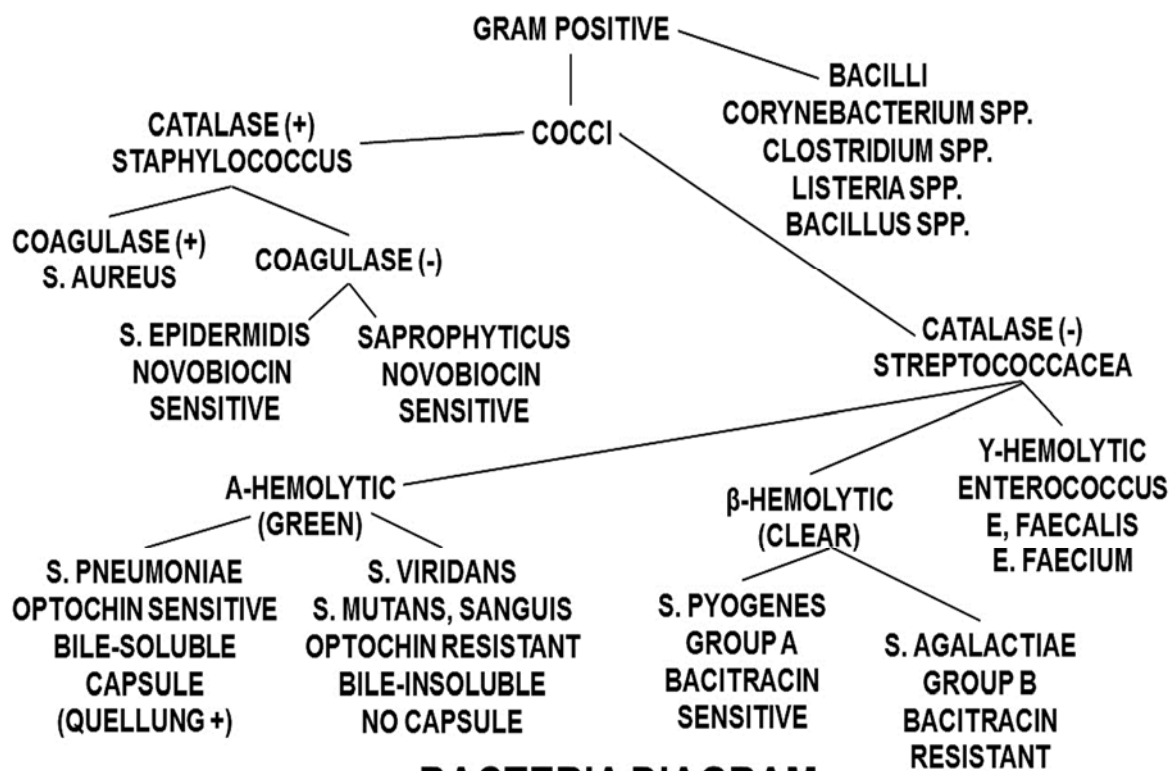 GRAM POSITIVE
BACILLI
CORYNEBACTERIUM SPP.
CLOSTRIDIUM SPP.
LISTERIA SPP.
BACILLUS SPP.
COCCI
CATALASE (+)
STAPHYLOCOCCUS
COAGULASE (+)
S. AUREUS
COAGULASE (-)
S. EPIDERMIDIS
NOVOBIOCIN
SENSITIVE
SAPROPHYTICUS
NOVOBIOCIN
SENSITIVE
CATALASE (-)
STREPTOCOCCACEA
A-HEMOLYTIC
(GREEN)
S. PNEUMONIAE
OPTOCHIN SENSITIVE
BILE-SOLUBLE
CAPSULE
(QUELLUNG +)
S. VIRIDANS
S. MUTANS, SANGUIS
OPTOCHIN RESISTANT
BILE-INSOLUBLE
NO CAPSULE
β-HEMOLYTIC
(CLEAR)
S. PYOGENES
GROUP A
BACITRACIN
SENSITIVE
S. AGALACTIAE
GROUP B
BACITRACIN
RESISTANT
Y-HEMOLYTIC
ENTEROCOCCUS
E, FAECALIS
E. FAECIUM
BACTERIA DIAGRAM